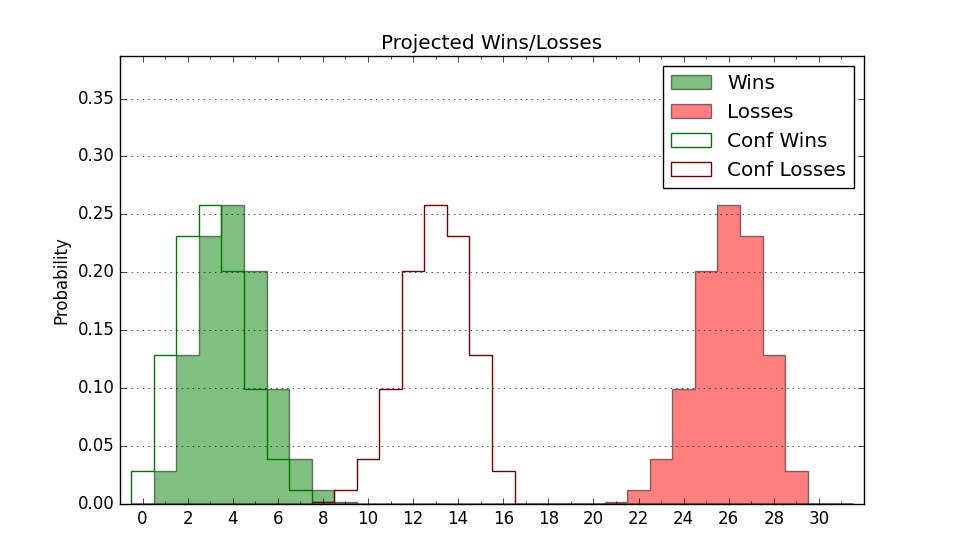 Projected Wins/Losses
Wins
Losses
Conf Wins
Conf Losses
Probability
0.35
0.30
0.25
0.20
0.15
0.10
0.05
0.00
0 2 4 6 8 10 12 14 16 18 20 22 24 26 28 30